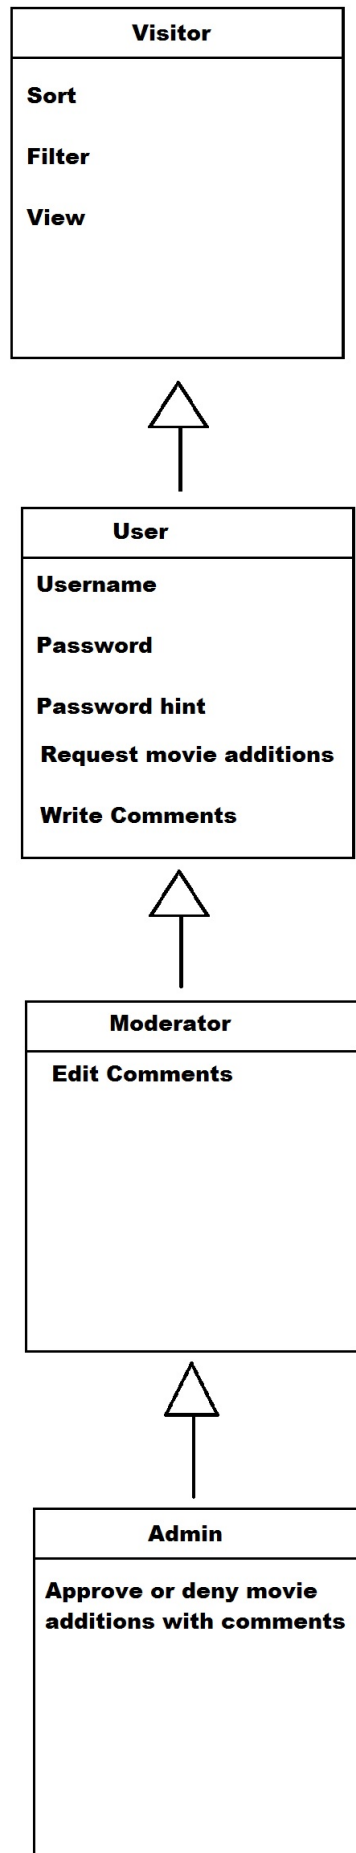 Visitor
Sort
Filter
View
User
Username
Password
Password hint
Request movie additions
Write Comments
Moderator
Edit Comments
Admin
Approve or deny movie
additions with comments